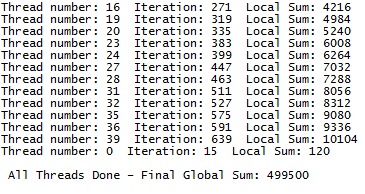 Thread number: 16 Iteration: 271 Local Sum: 4216
Thread number: 19 Iteration: 319 Local Sum: 4984
Thread number: 20 Iteration: 335 Local Sum: 5240
Thread number: 23 Iteration: 383 Local Sum: 6008
Thread number: 24 Iteration: 399 Local Sum: 6264
Thread number: 27 Iteration: 447 Local Sum: 7032
Thread number: 28 Iteration: 463 Local Sum: 7288
Thread number: 31 Iteration: 511 Local Sum: 8056
Thread number: 32 Iteration: 527 Local Sum: 8312
Thread number: 35 Iteration: 575 Local Sum: 9080
Thread number: 36 Iteration: 591 Local Sum: 9336
Thread number: 39 Iteration: 639 Local Sum: 10104
Thread number: 0 Iteration: 15 Local Sum: 120
All Threads Done - Final Global Sum: 499500